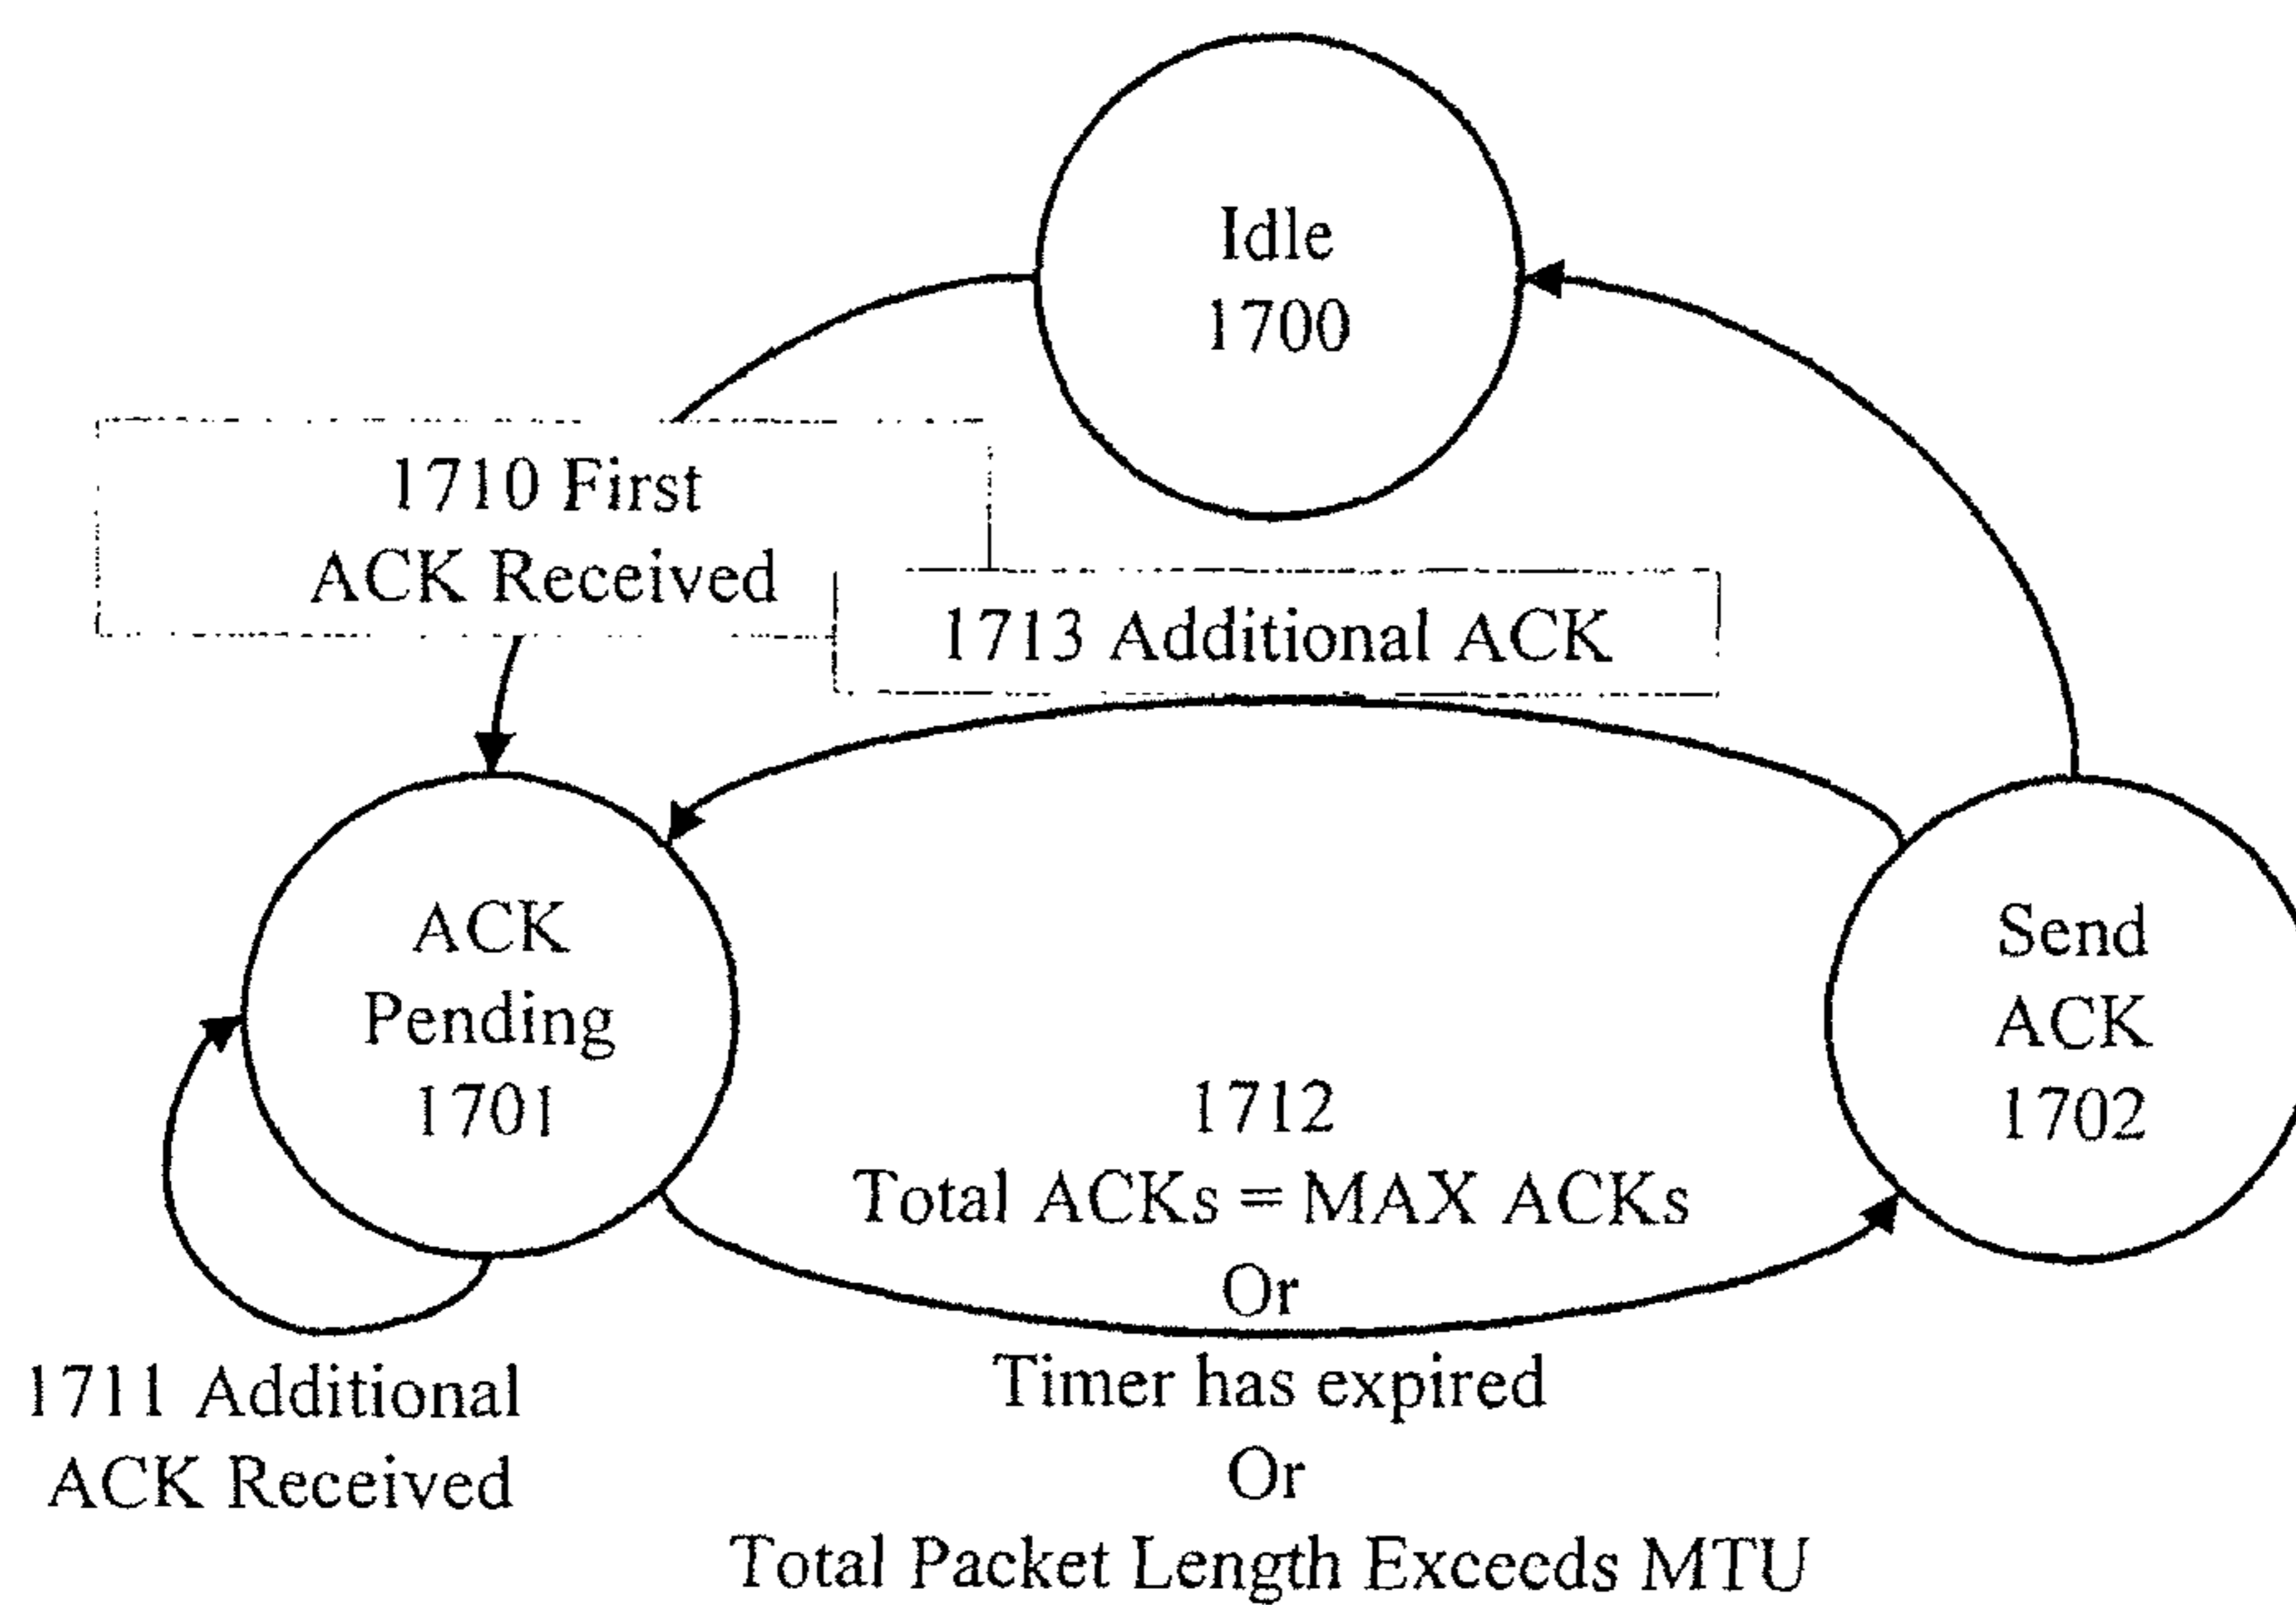 Idle
1700
1710 First
ACK Received
1713 Additional ACK
ACK
Pending
1701
Send
ACK
1702
1712
Total ACKs = MAX ACKs
Or
Timer has expired
Or
Total Packet Length Exceeds MTU
1711 Additional
ACK Received